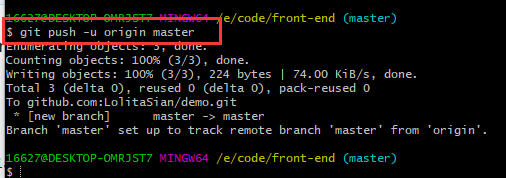 16627@DESKTOP-OMRJST7 MINGW64 /e/code/front-end (master)
$ git push -u origin master
Enumerating objects: 3, done.
Counting objects: 100% (3/3), done.
Writing objects: 100% (3/3), 224 bytes | 74.00 KiB/s, done.
Total 3 (delta 0), reused 0 (delta 0), pack-reused 0
To github.com:LolitaSian/demo.git
 * [new branch]      master -> master
Branch 'master' set up to track remote branch 'master' from 'origin'.
16627@DESKTOP-OMRJST7 MINGW64 /e/code/front-end (master)
$